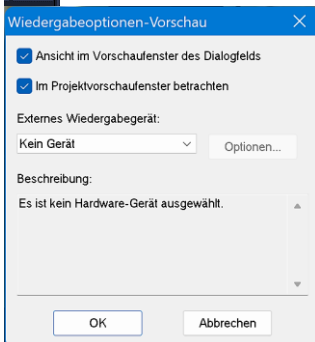 Wiedergabeoptionen-Vorschau
Ansicht im Vorschaufenster des Dialogfelds
Im Projektvorschaufenster betrachten
Externes Wiedergabegerät:
Kein Gerät
Optionen...
Beschreibung:
Es ist kein Hardware-Gerät ausgewählt.
OK
Abbrechen